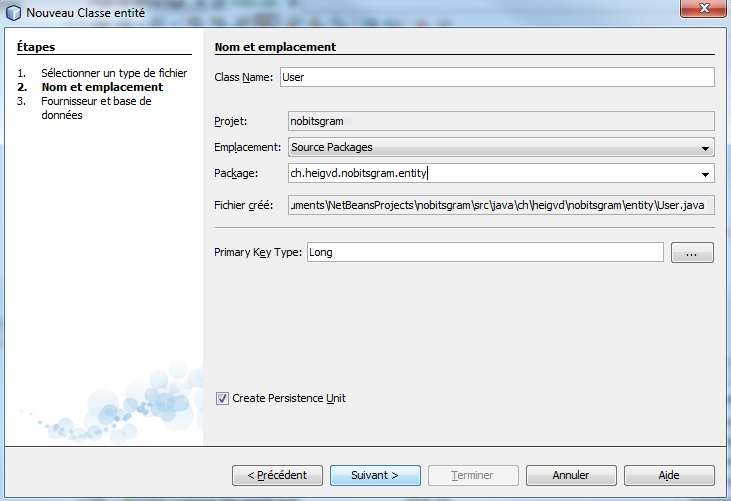 Nouveau Classe entité
Étapes
1. Sélectionner un type de fichier
2. Nom et emplacement
3. Fournisseur et base de
données
Nom et emplacement
Class Name: User
Projet: nobitsgram
Emplacement: Source Packages
Package: ch.heigvd.nobitsgram.entity
Fichier créé: uments\NetBeansProjects\nobitsgram\src\java\ch\heigvd\nobitsgram\entity\User.java
Primary Key Type: Long ...
Create Persistence Unit
< Précédent Suivant > Terminer Annuler Aide